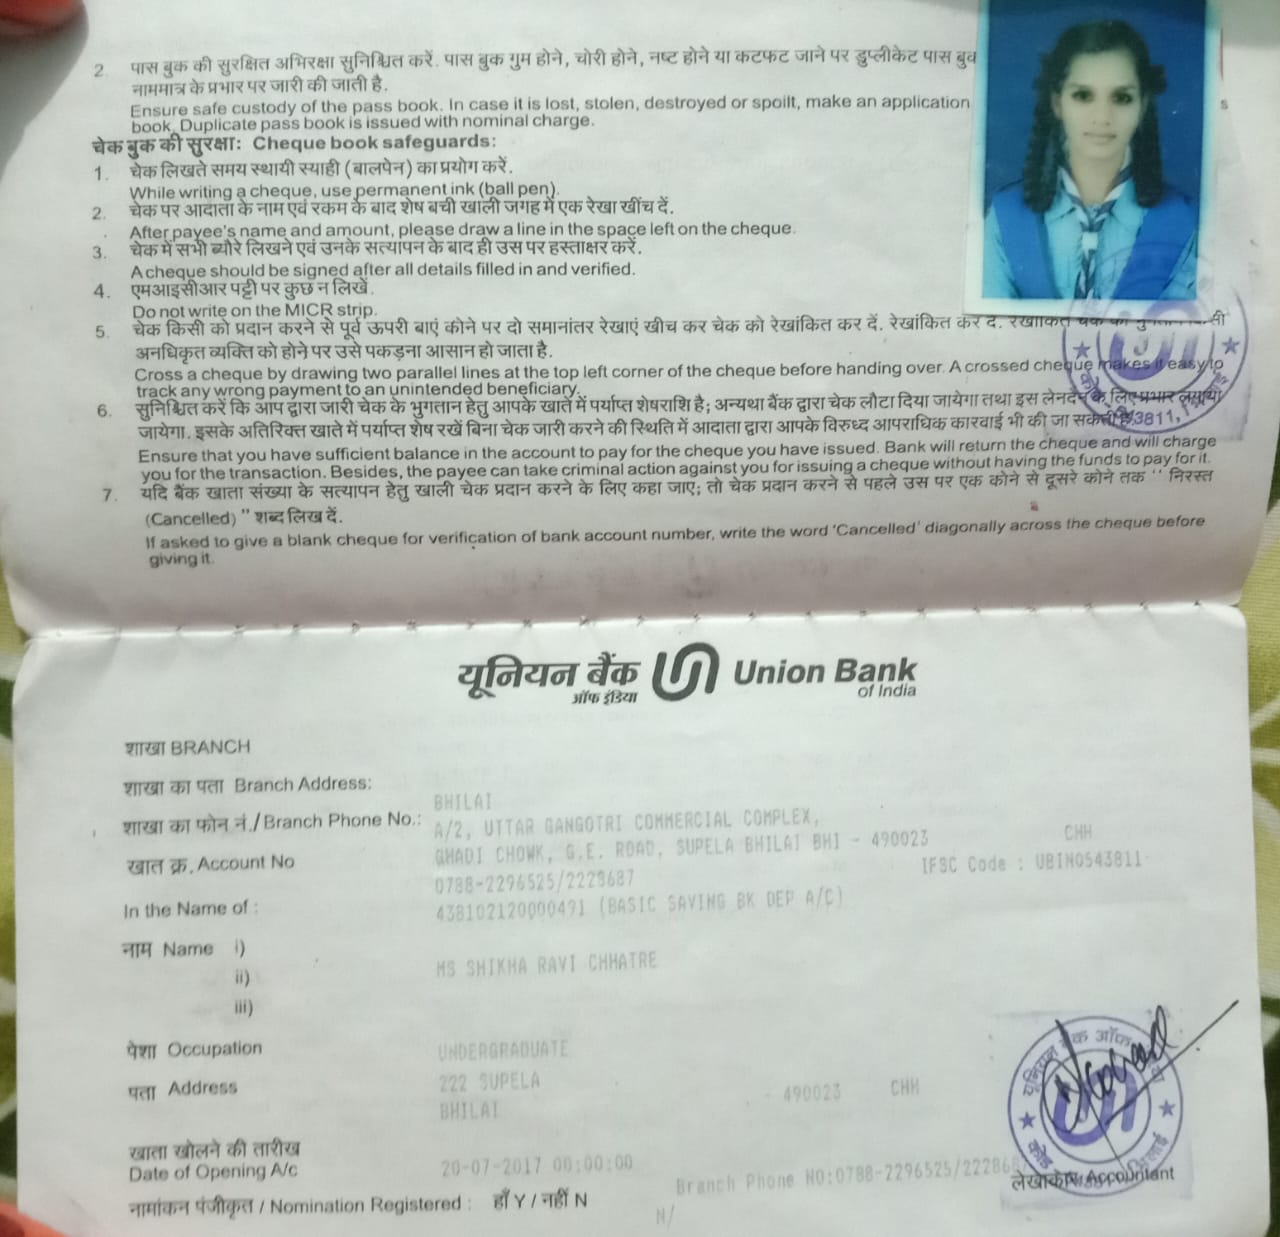 2. पास बुक की सुरक्षित अभिरक्षा सुनिश्चित करें. पास बुक गुम होने, चोरी होने, नष्ट होने या कटफट जाने पर डुप्लीकेट पास बुक
नाममात्र के प्रभार पर जारी की जाती है.
Ensure safe custody of the pass book. In case it is lost, stolen, destroyed or spoilt, make an application
book. Duplicate pass book is issued with nominal charge.
चेक बुक की सुरक्षा: Cheque book safeguards:
1. चेक लिखते समय स्थायी स्याही (बालपेन) का प्रयोग करें.
While writing a cheque, use permanent ink (ball pen).
2. चेक पर आदाता के नाम एवं रकम के बाद शेष बची खाली जगह में एक रेखा खींच दें.
After payee's name and amount, please draw a line in the space left on the cheque.
3. चेक में सभी ब्यौरे लिखने एवं उनके सत्यापन के बाद ही उस पर हस्ताक्षर करें.
A cheque should be signed after all details filled in and verified.
4. एमआइसीआर पट्टी पर कुछ न लिखें.
Do not write on the MICR strip.
5. चेक किसी को प्रदान करने से पूर्व ऊपरी बाएं कोने पर दो समानांतर रेखाएं खीच कर चेक को रेखांकित कर दें. रेखांकित कर दें. रेखांकित चेक
अनधिकृत व्यक्ति को होने पर उसे पकड़ना आसान हो जाता है.
Cross a cheque by drawing two parallel lines at the top left corner of the cheque before handing over. A crossed cheque makes it easy to
track any wrong payment to an unintended beneficiary.
6. सुनिश्चित करें कि आप द्वारा जारी चेक के भुगतान हेतु आपके खाते में पर्याप्त शेषराशि है; अन्यथा बैंक द्वारा चेक लौटा दिया जायेगा तथा इस लेनदेन के लिए प्रभार लगाया
जायेगा. इसके अतिरिक्त खाते में पर्याप्त शेष रखें बिना चेक जारी करने की स्थिति में आदाता द्वारा आपके विरुध्द आपराधिक कारवाई भी की जा सकती है.
Ensure that you have sufficient balance in the account to pay for the cheque you have issued. Bank will return the cheque and will charge
you for the transaction. Besides, the payee can take criminal action against you for issuing a cheque without having the funds to pay for it.
7. यदि बैंक खाता संख्या के सत्यापन हेतु खाली चेक प्रदान करने के लिए कहा जाए; तो चेक प्रदान करने से पहले उस पर एक कोने से दूसरे कोने तक " निरस्त
(Cancelled) " शब्द लिख दें.
If asked to give a blank cheque for verification of bank account number, write the word 'Cancelled' diagonally across the cheque before
giving it.
यूनियन बैंक Union Bank
ऑफ इंडिया of India
शाखा BRANCH
शाखा का पता Branch Address:
BHILAI
शाखा का फोन नं./ Branch Phone No.: A/2, UTTAR GANGOTRI COMMERCIAL COMPLEX,
GHADI CHOWK, G.E. ROAD, SUPELA BHILAI BHI - 490023 CHH
खात क्र. Account No IFSC Code : UBIN0543811
0788-2296525/2228687
In the Name of : 438102120000491 (BASIC SAVING BK DEP A/C)
नाम Name i)
MS SHIKHA RAVI CHHATRE
ii)
iii)
पेशा Occupation UNDERGRADUATE
पता Address 222 SUPELA - 490023 CHH
BHILAI
खाता खोलने की तारीख
Date of Opening A/c 20-07-2017 00:00:00
Branch Phone NO:0788-2296525/222868
लेखाकार Accountant
नामांकन पंजीकृत / Nomination Registered : हाँ Y / नहीं N
N/